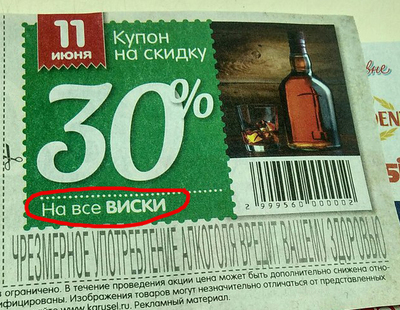 11
июня
Купон
на скидку
30%
На все ВИСКИ
2 999560 000002
ЧРЕЗМЕРНОЕ УПОТРЕБЛЕНИЕ АЛКОГОЛЯ ВРЕДИТ ВАШЕМУ ЗДОРОВЬЮ
ограничено. В течение проведения акции цена может быть дополнительно снижена отно-
ифицированы. Изображения товаров могут незначительно отличаться от представленных
www.karusel.ru. Рекламный материал.